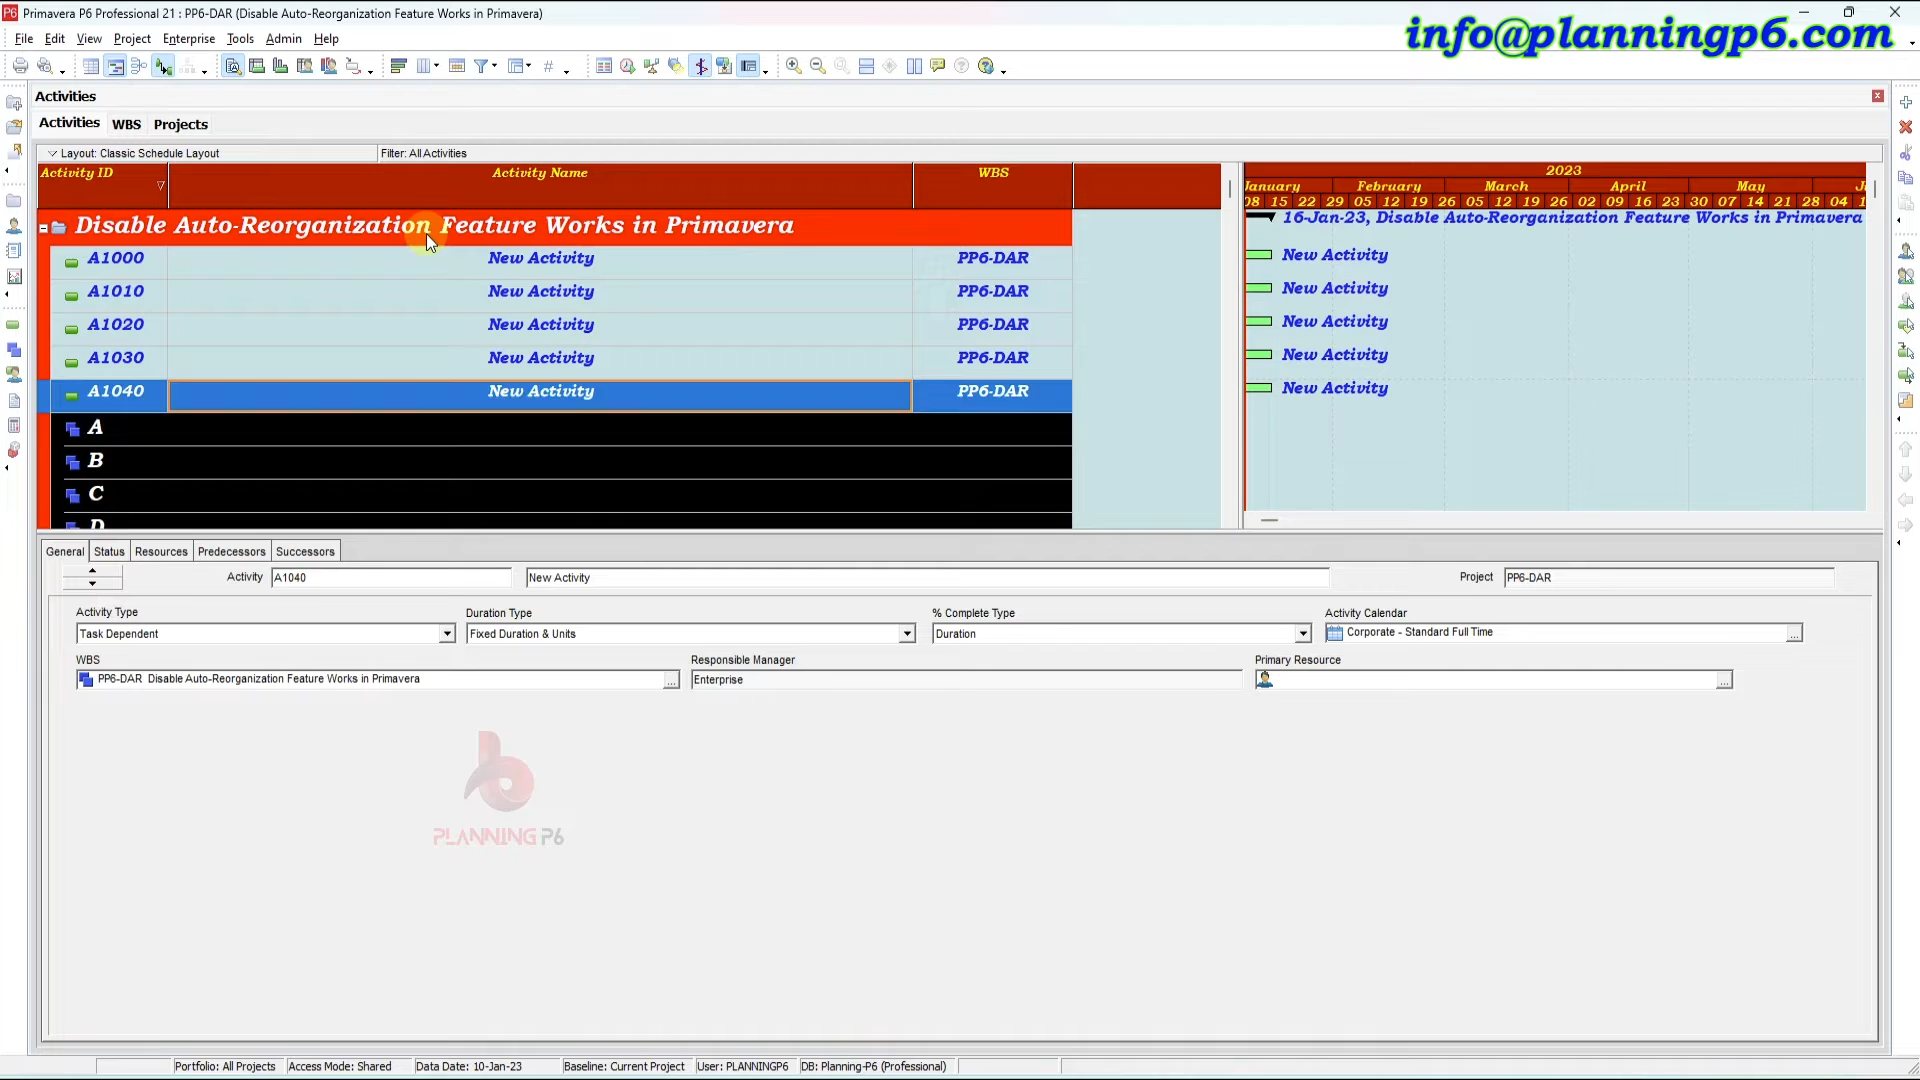 P6 Primavera P6 Professional 21 : PP6-DAR (Disable Auto-Reorganization Feature Works in Primavera)
info@planningp6.com
File Edit View Project Enterprise Tools Admin Help
Activities
Activities WBS Projects
Layout: Classic Schedule Layout Filter: All Activities
Activity ID Activity Name WBS
2023
January February March April May
08 15 22 29 05 12 19 26 05 12 19 26 02 09 16 23 30 07 14 21 28 04
Disable Auto-Reorganization Feature Works in Primavera
16-Jan-23, Disable Auto-Reorganization Feature Works in Primavera
A1000 New Activity PP6-DAR New Activity
A1010 New Activity PP6-DAR New Activity
A1020 New Activity PP6-DAR New Activity
A1030 New Activity PP6-DAR New Activity
A1040 New Activity PP6-DAR New Activity
A
B
C
D
General Status Resources Predecessors Successors
Activity A1040 New Activity Project PP6-DAR
Activity Type Duration Type % Complete Type Activity Calendar
Task Dependent Fixed Duration & Units Duration Corporate - Standard Full Time
WBS Responsible Manager Primary Resource
PP6-DAR Disable Auto-Reorganization Feature Works in Primavera Enterprise
PLANNING P6
Portfolio: All Projects Access Mode: Shared Data Date: 10-Jan-23 Baseline: Current Project User: PLANNINGP6 DB: Planning-P6 (Professional)